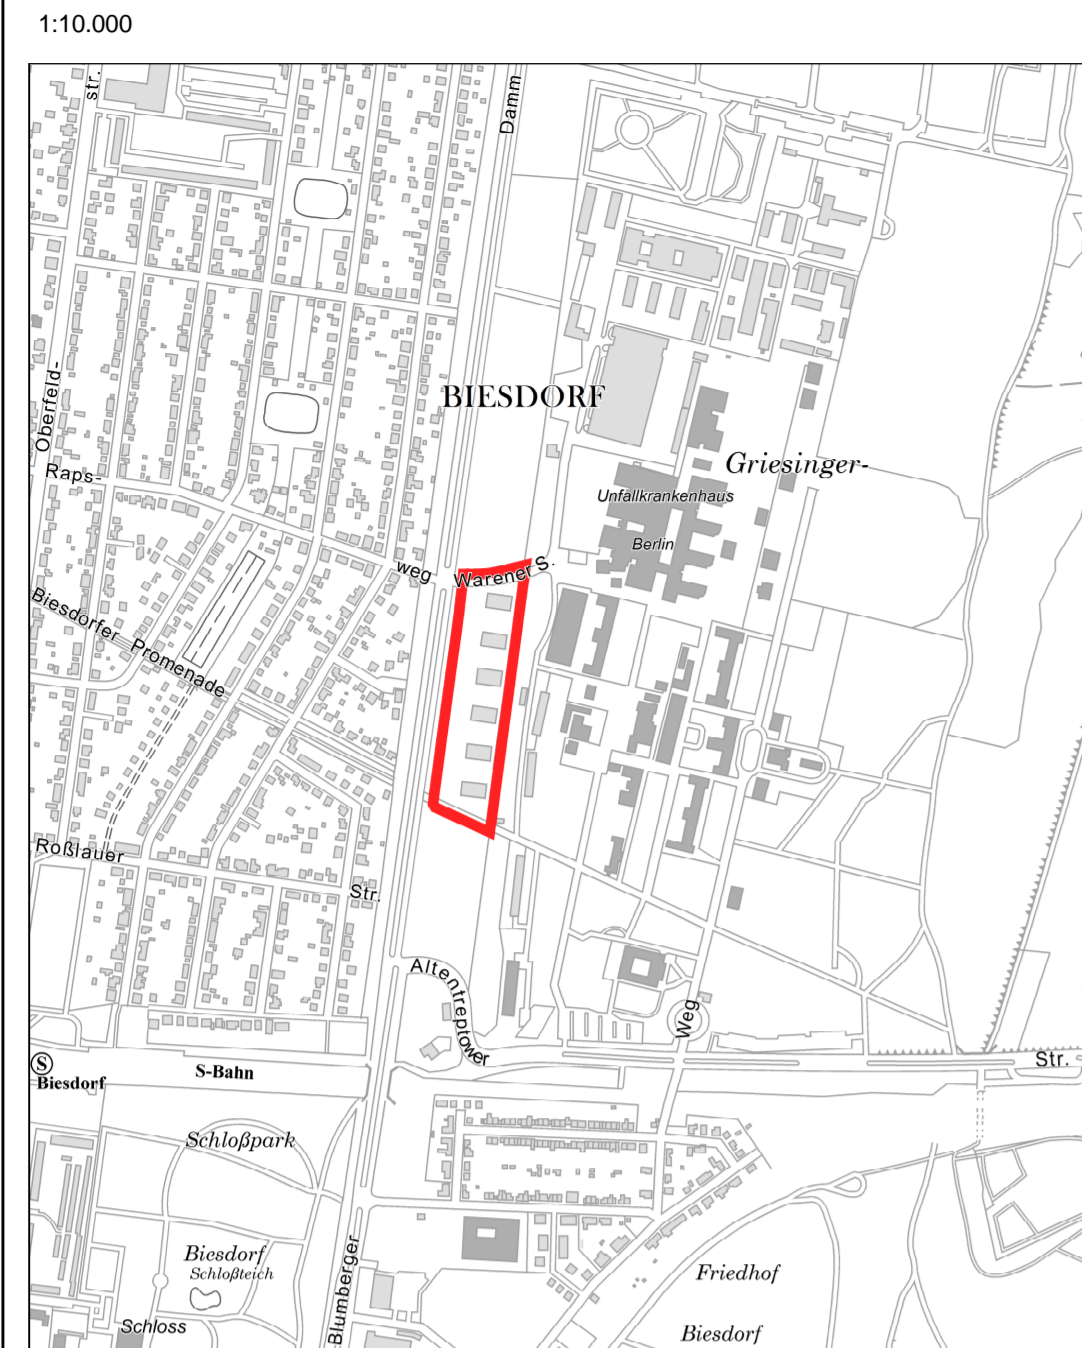 1:10.000
str.
Damm
BIESDORF
Oberfeld-
Griesinger-
Raps-
Unfallkrankenhaus
Berlin
weg
Warener S.
Biesdorfer Promenade
Roßlauer
Str.
Altentreptower
Weg
Str.
S
Biesdorf
S-Bahn
Schloßpark
Biesdorf
Schloßteich
Schloss
Blumberger
Friedhof
Biesdorf